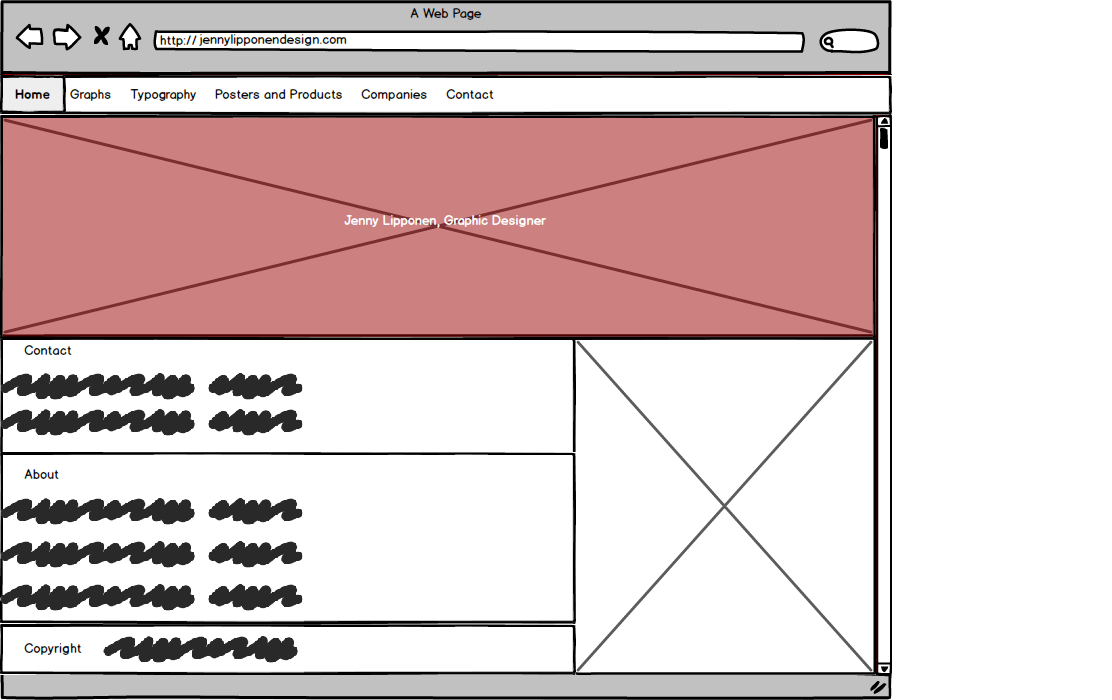 A Web Page
http:// jennylipponendesign.com
Home Graphs Typography Posters and Products Companies Contact
Jenny Lipponen, Graphic Designer
Contact
About
Copyright